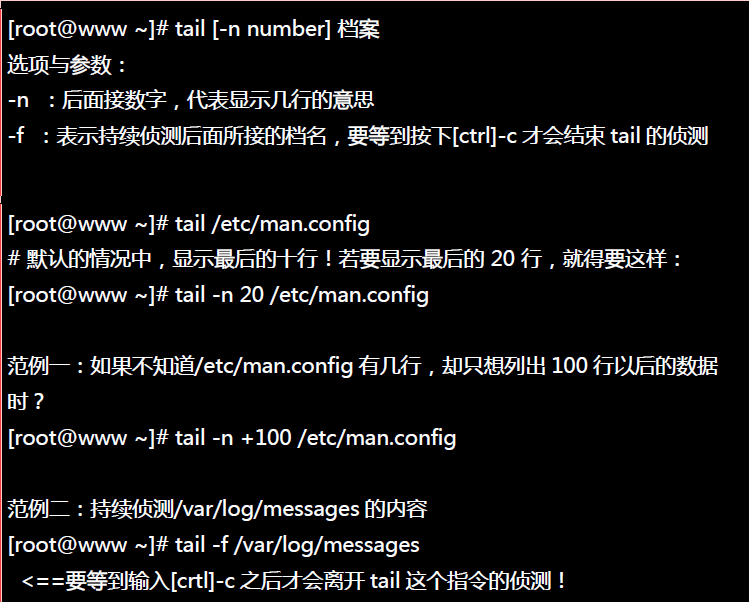 [root@www ~]# tail [-n number] 档案
选项与参数：
-n ：后面接数字，代表显示几行的意思
-f ：表示持续侦测后面所接的档名，要等到按下[ctrl]-c 才会结束 tail 的侦测
[root@www ~]# tail /etc/man.config
# 默认的情况中，显示最后的十行！若要显示最后的 20 行，就得要这样：
[root@www ~]# tail -n 20 /etc/man.config
范例一：如果不知道/etc/man.config 有几行，却只想列出 100 行以后的数据
时？
[root@www ~]# tail -n +100 /etc/man.config
范例二：持续侦测/var/log/messages 的内容
[root@www ~]# tail -f /var/log/messages
<==要等到输入[crtl]-c 之后才会离开 tail 这个指令的侦测！